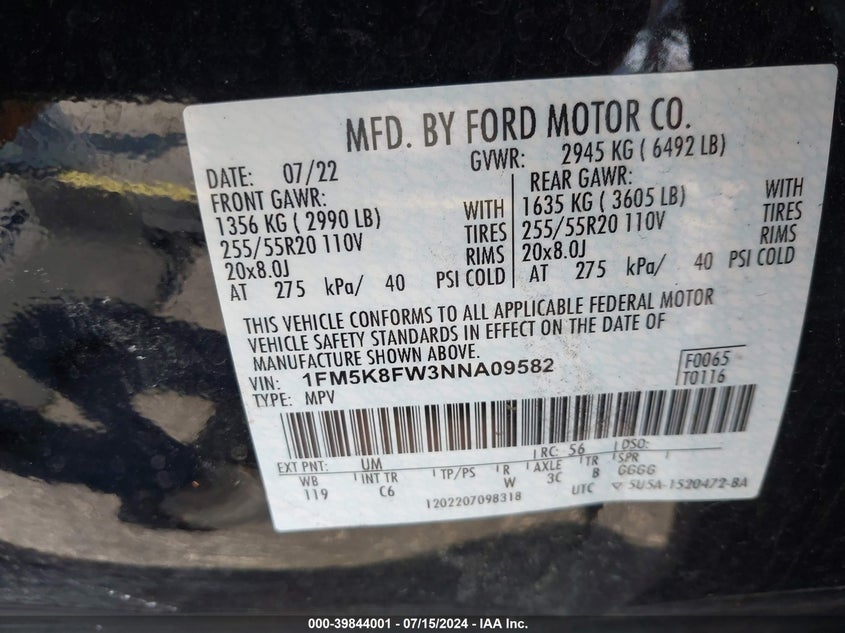 MFD. BY FORD MOTOR CO.
DATE: 07/22 GVWR: 2945 KG ( 6492 LB)
FRONT GAWR: REAR GAWR:
1356 KG ( 2990 LB) WITH 1635 KG ( 3605 LB) WITH
255/55R20 110V TIRES 255/55R20 110V TIRES
20x8.0J RIMS 20x8.0J RIMS
AT 275 kPa/ 40 PSI COLD AT 275 kPa/ 40 PSI COLD
THIS VEHICLE CONFORMS TO ALL APPLICABLE FEDERAL MOTOR
VEHICLE SAFETY STANDARDS IN EFFECT ON THE DATE OF
MANUFACTURE SHOWN ABOVE.
VIN: 1FM5K8FW3NNA09582 F0065
TYPE: MPV T0116
EXT PNT: UM RC: 56 DSO:
WB INT TR TP/PS R AXLE TR SPR
119 C6 W 3C B GGGG
1202207098318 UTC ▽ 5U5A-1520472-BA
000-39844001 - 07/15/2024 - IAA Inc.